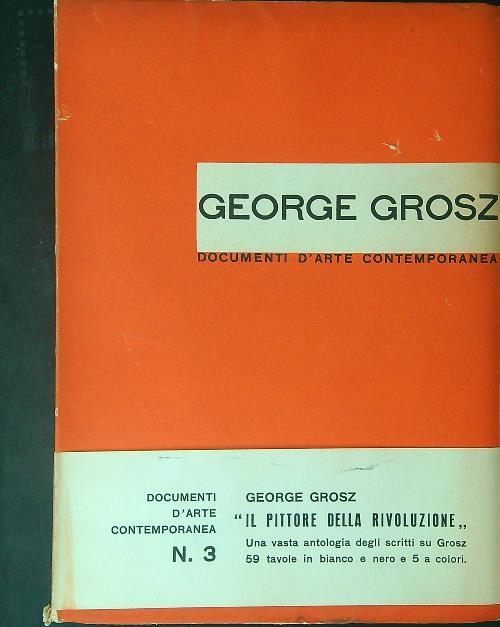 GEORGE GROSZ
DOCUMENTI D'ARTE CONTEMPORANEA
DOCUMENTI
D'ARTE
CONTEMPORANEA
N. 3
GEORGE GROSZ
“IL PITTORE DELLA RIVOLUZIONE„
Una vasta antologia degli scritti su Grosz
59 tavole in bianco e nero e 5 a colori.